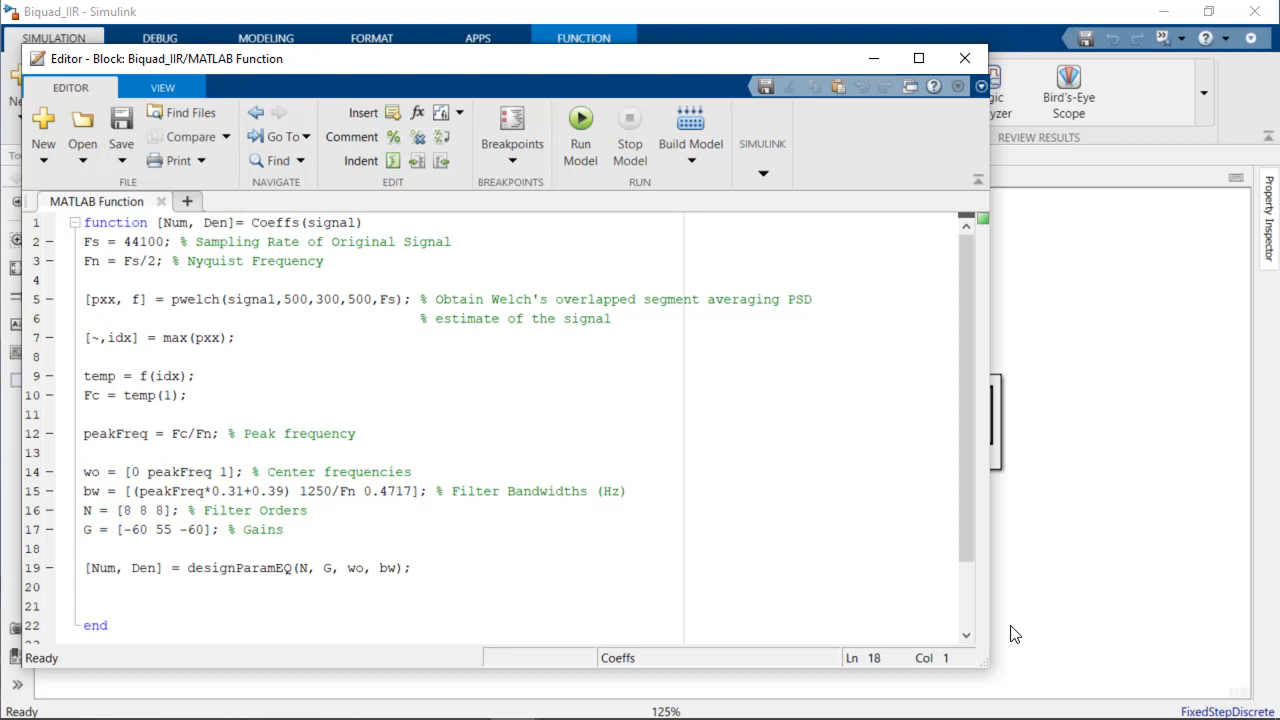 Biquad_IIR - Simulink
SIMULATION DEBUG MODELING FORMAT APPS FUNCTION
Editor - Block: Biquad_IIR/MATLAB Function
EDITOR VIEW
New Open Save Find Files Compare Print
FILE
Go To Find
NAVIGATE
Insert Comment Indent
EDIT
Breakpoints
BREAKPOINTS
Run Model Stop Model Build Model
RUN
SIMULINK
Bird's-Eye Scope
REVIEW RESULTS
Property Inspector
MATLAB Function
1 function [Num, Den]= Coeffs(signal)
2 Fs = 44100; % Sampling Rate of Original Signal
3 Fn = Fs/2; % Nyquist Frequency
4
5 [pxx, f] = pwelch(signal,500,300,500,Fs); % Obtain Welch's overlapped segment averaging PSD
6 % estimate of the signal
7 [~,idx] = max(pxx);
8
9 temp = f(idx);
10 Fc = temp(1);
11
12 peakFreq = Fc/Fn; % Peak frequency
13
14 wo = [0 peakFreq 1]; % Center frequencies
15 bw = [(peakFreq*0.31+0.39) 1250/Fn 0.4717]; % Filter Bandwidths (Hz)
16 N = [8 8 8]; % Filter Orders
17 G = [-60 55 -60]; % Gains
18
19 [Num, Den] = designParamEQ(N, G, wo, bw);
20
21
22 end
Ready Coeffs Ln 18 Col 1
Ready 125% FixedStepDiscrete